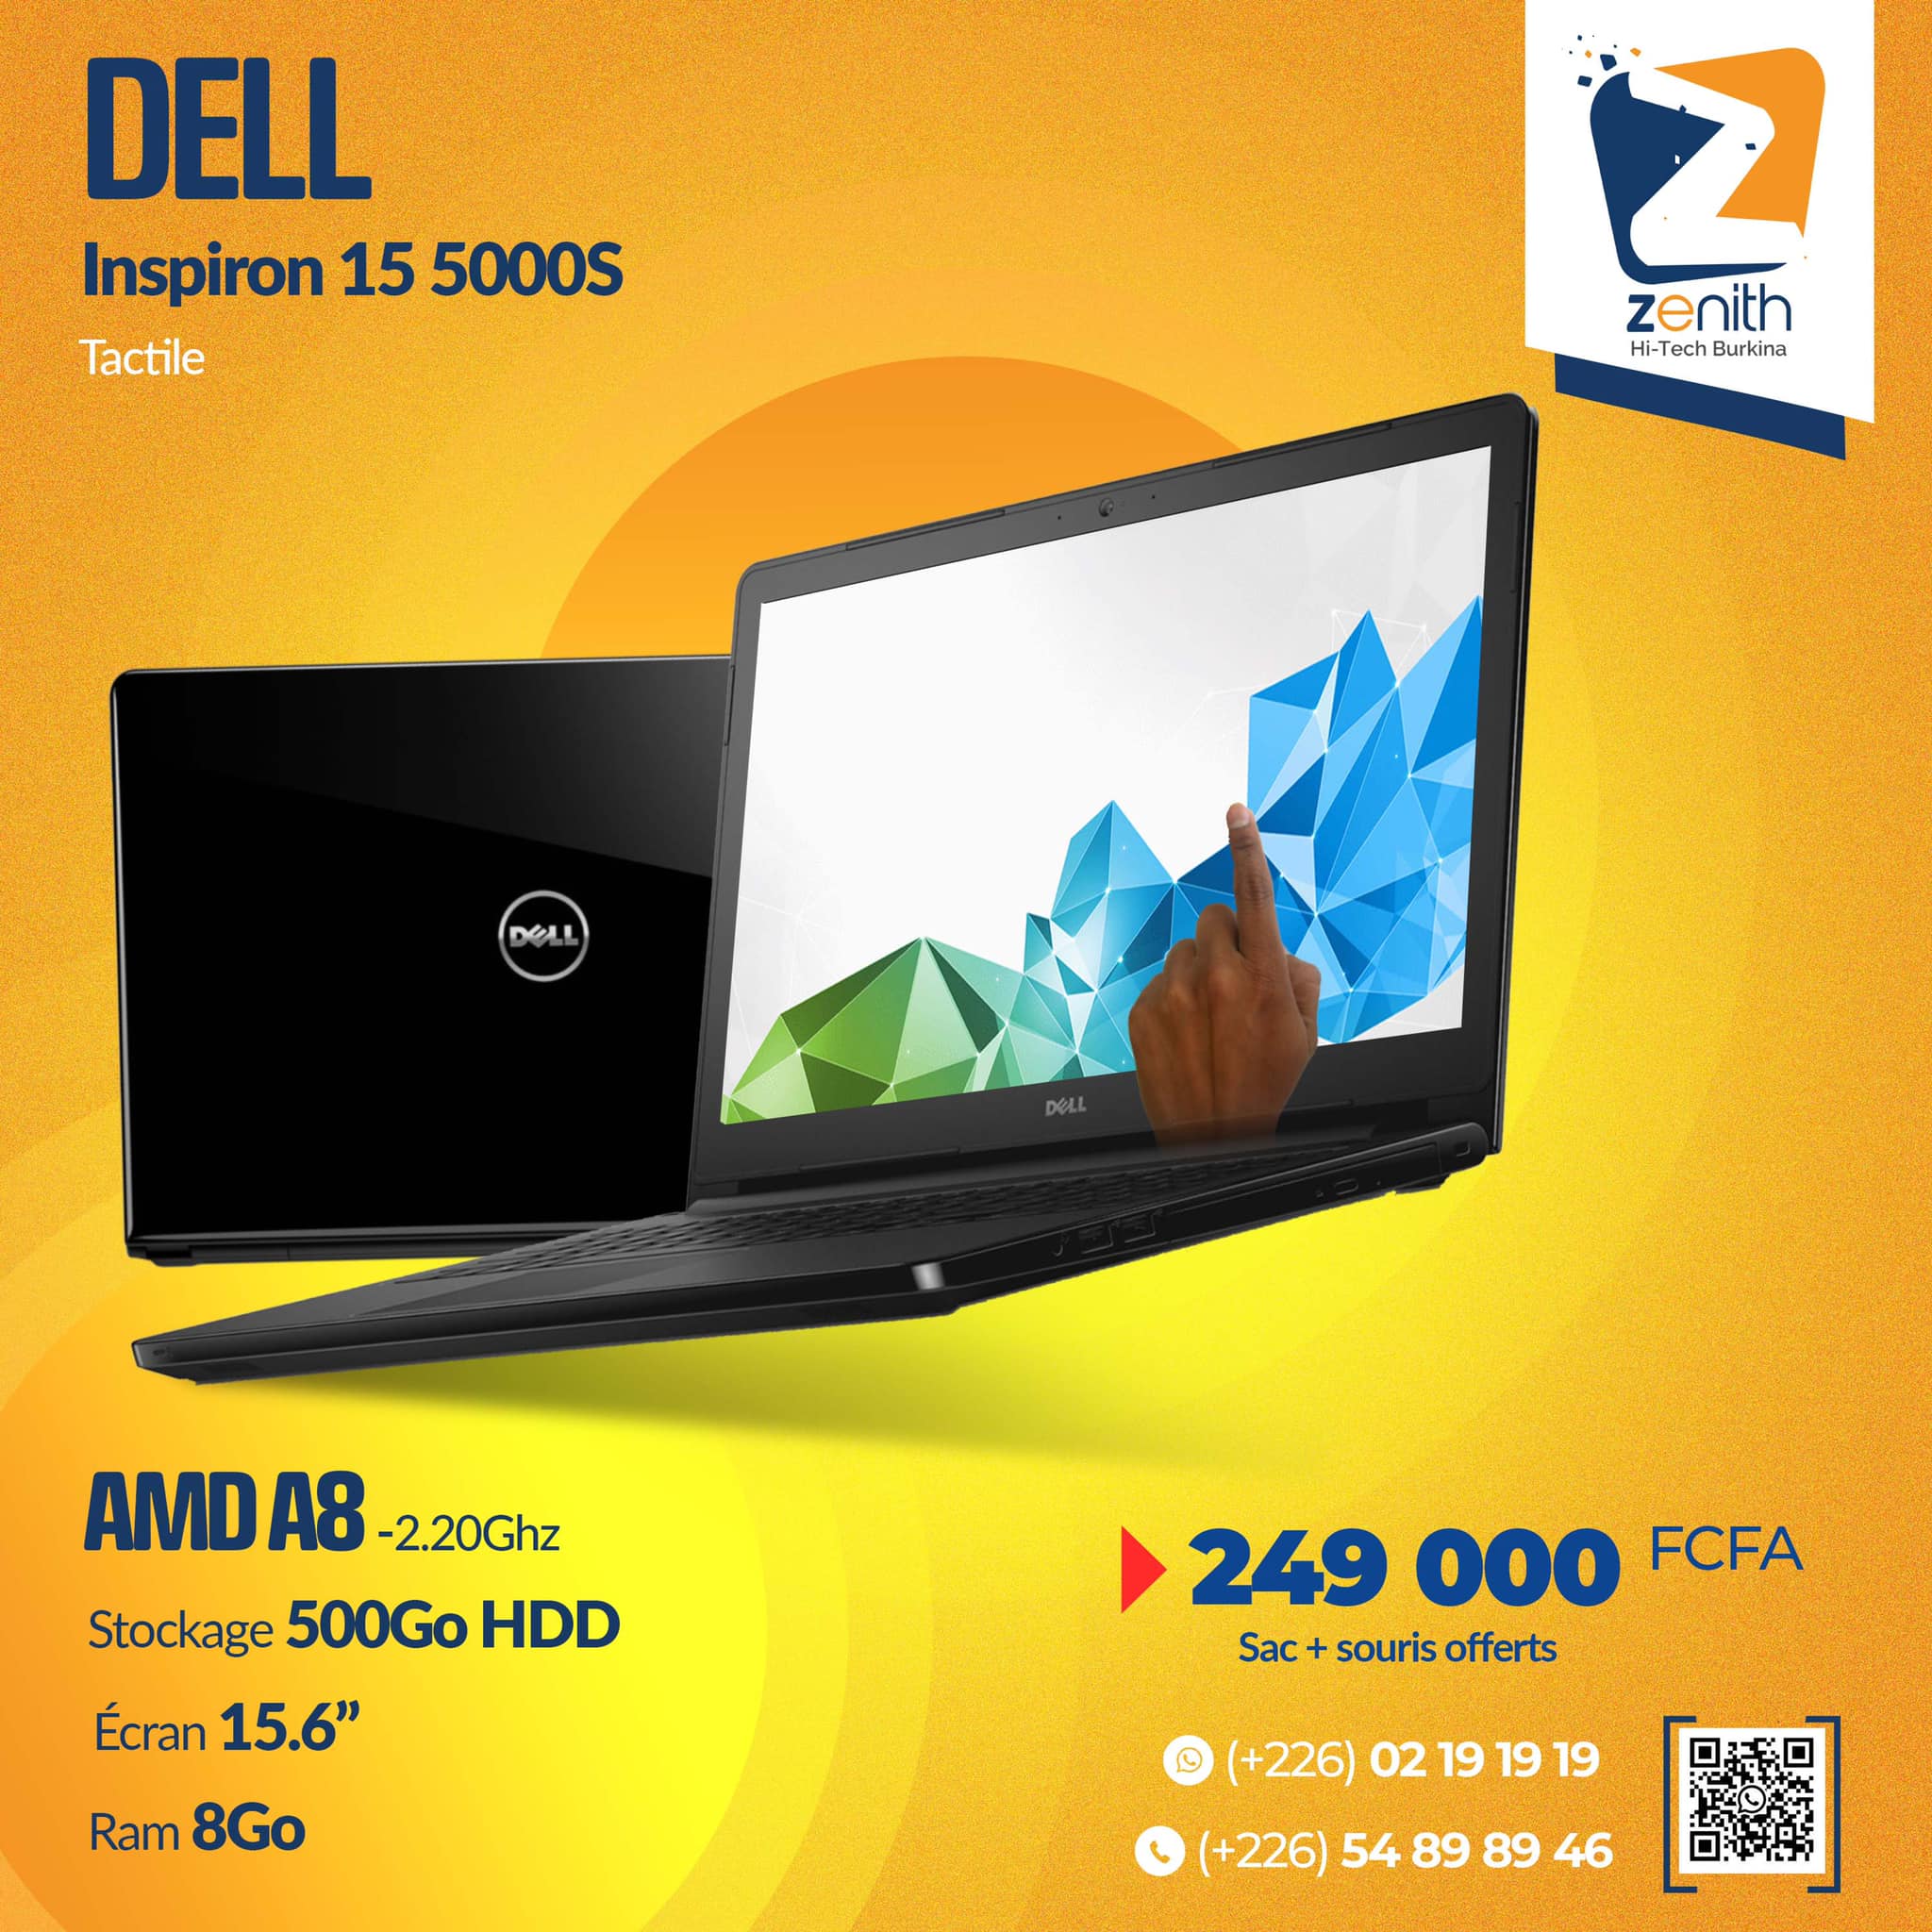 DELL
Inspiron 15 5000S
Tactile
zenith
Hi-Tech Burkina
DELL
DELL
AMD A8 -2.20Ghz
Stockage 500Go HDD
Écran 15.6”
Ram 8Go
249 000 FCFA
Sac + souris offerts
(+226) 02 19 19 19
(+226) 54 89 89 46